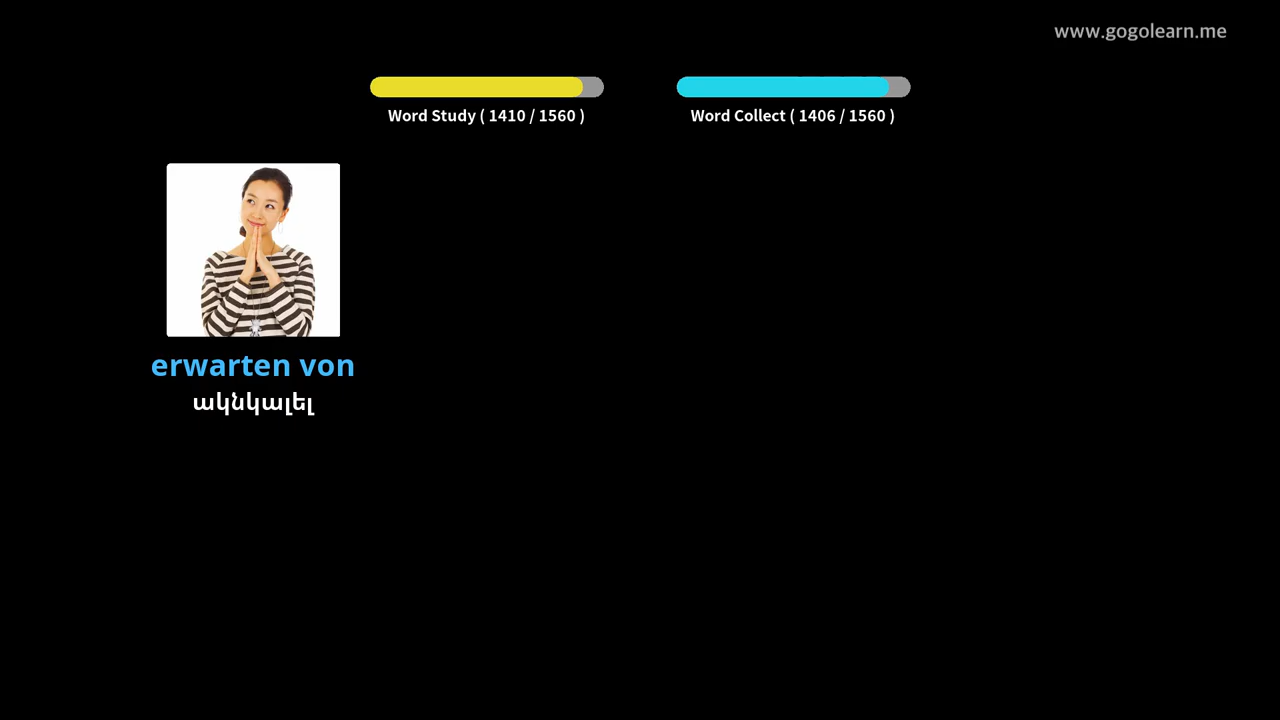 www.gogolearn.me
Word Study ( 1410 / 1560 )
Word Collect ( 1406 / 1560 )
erwarten von
ակնկալել